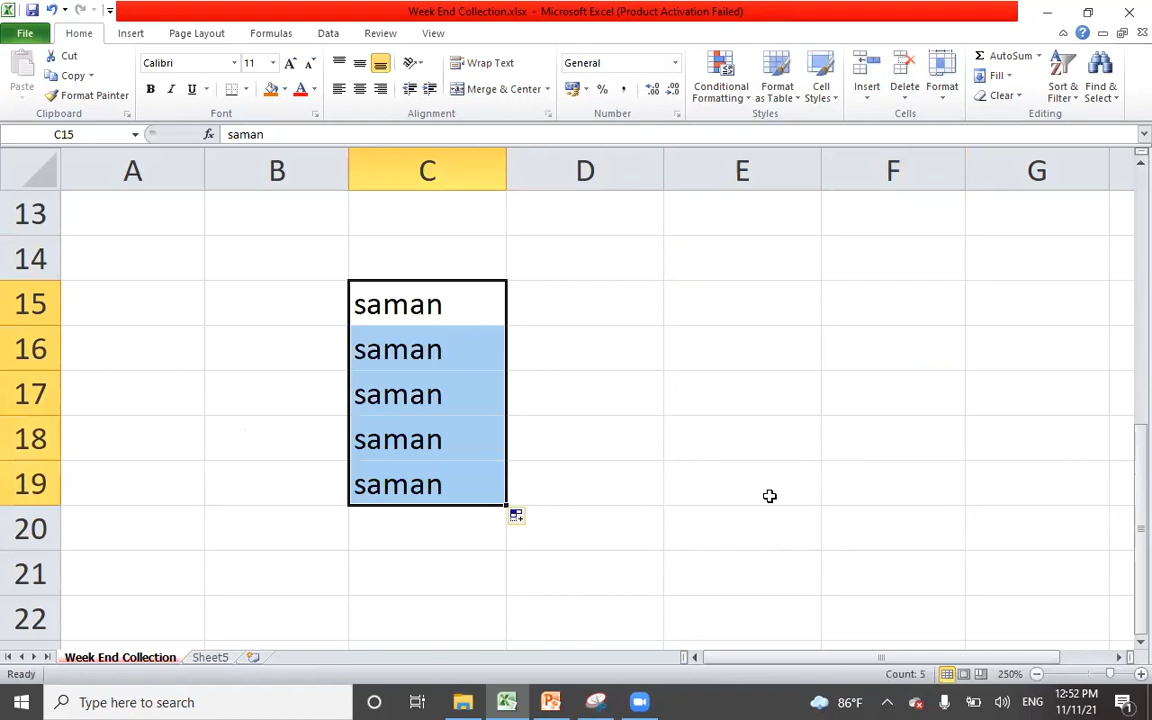 Week End Collection.xlsx - Microsoft Excel (Product Activation Failed)
File Home Insert Page Layout Formulas Data Review View
Cut
Copy
Format Painter
Paste
Clipboard
Calibri 11
B I U
Font
Wrap Text
Merge & Center
Alignment
General
Number
Conditional Formatting
Format as Table
Cell Styles
Styles
Insert Delete Format
Cells
AutoSum
Fill
Clear
Sort & Filter
Find & Select
Editing
C15 fx saman
A B C D E F G
13
14
15 saman
16 saman
17 saman
18 saman
19 saman
20
21
22
Week End Collection Sheet5
Ready Count: 5 250%
Type here to search 86°F ENG 12:52 PM
11/11/21 1